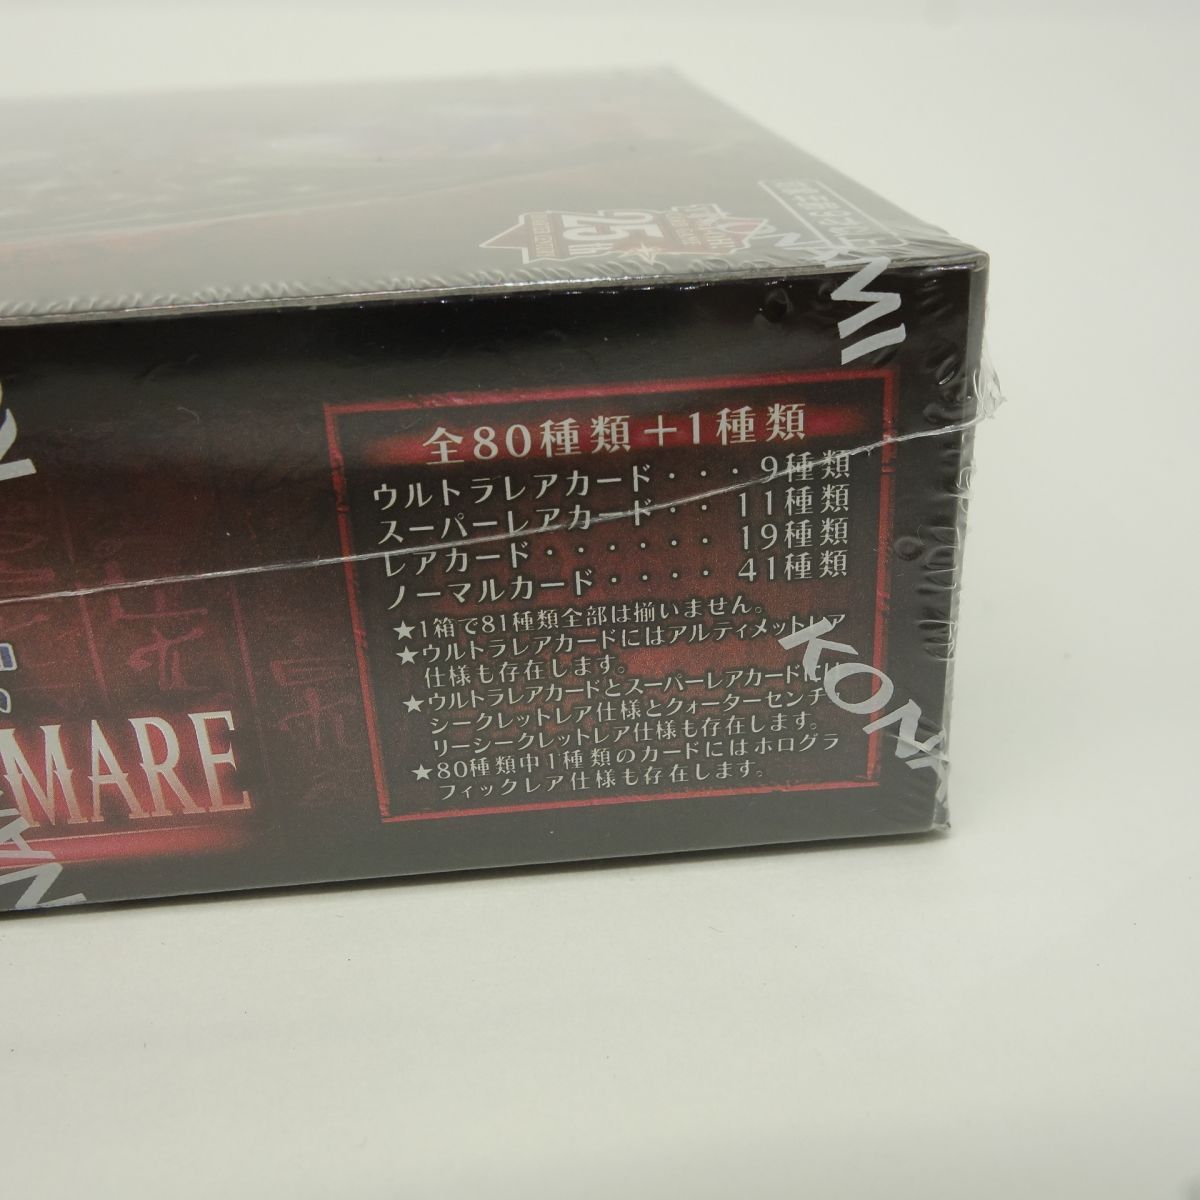 25th
全80種類+1種類
ウルトラレアカード・・・9種類
スーパーレアカード・・11種類
レアカード・・・・・・19種類
ノーマルカード・・・・41種類
★1箱で81種類全部は揃いません。
★ウルトラレアカードにはアルティメットレア
仕様も存在します。
★ウルトラレアカードとスーパーレアカードには
シークレットレア仕様とクォーターセンチュ
リーシークレットレア仕様も存在します。
★80種類中1種類のカードにはホログラ
フィックレア仕様も存在します。
MARE
KONAMI